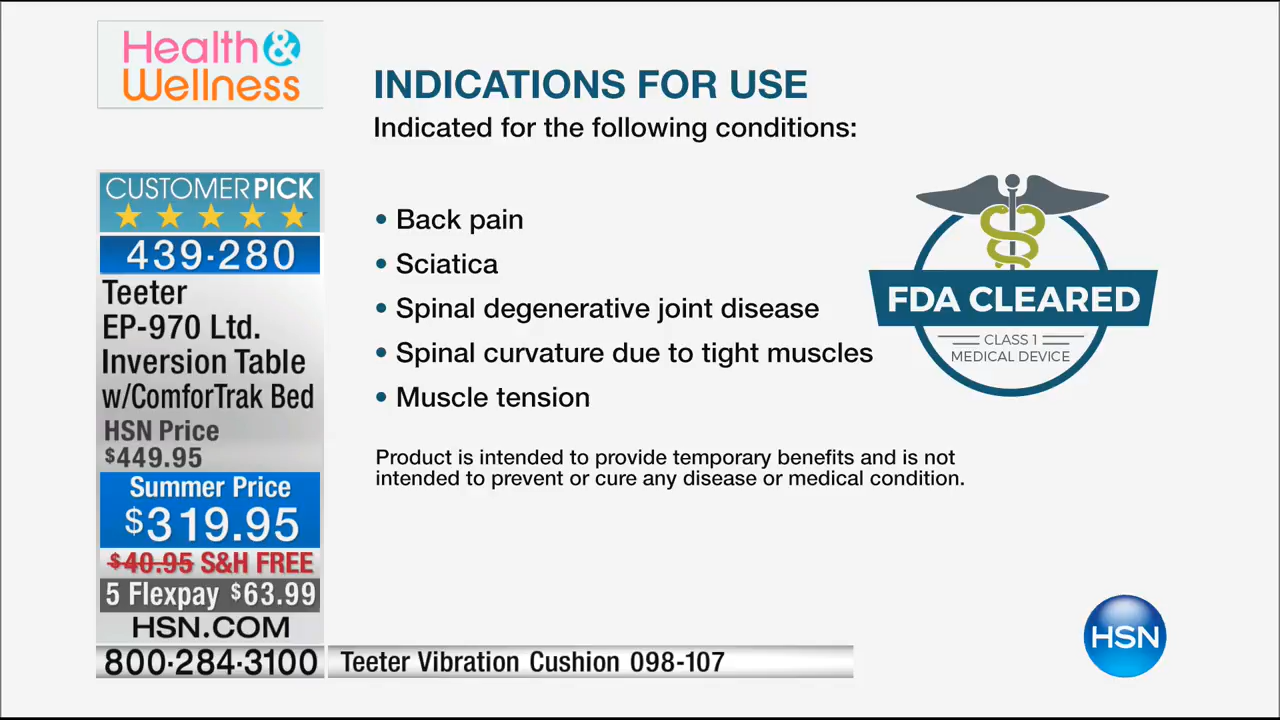 Health &
Wellness
CUSTOMER PICK
439·280
Teeter
EP-970 Ltd.
Inversion Table
w/ComforTrak Bed
HSN Price
$449.95
Summer Price
$319.95
$40.95 S&H FREE
5 Flexpay $63.99
HSN.COM
800·284·3100
INDICATIONS FOR USE
Indicated for the following conditions:
• Back pain
• Sciatica
• Spinal degenerative joint disease
• Spinal curvature due to tight muscles
• Muscle tension
Product is intended to provide temporary benefits and is not
intended to prevent or cure any disease or medical condition.
FDA CLEARED
CLASS 1
MEDICAL DEVICE
Teeter Vibration Cushion 098-107
HSN